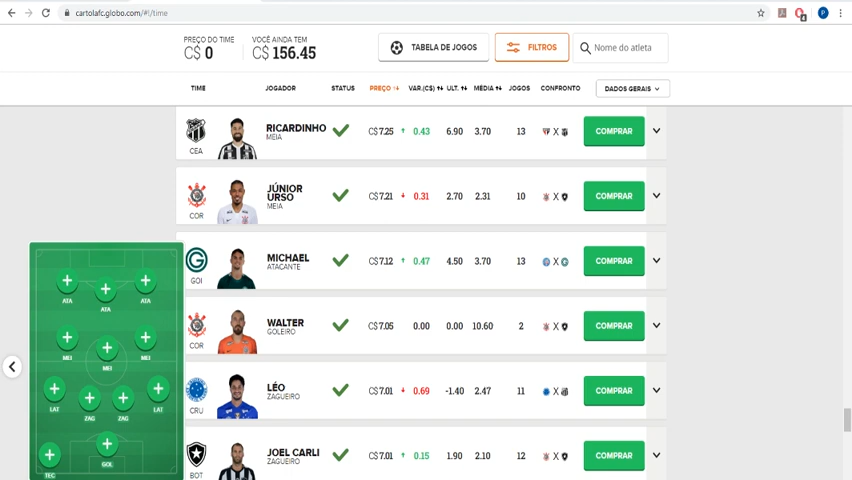 cartolafc.globo.com/#!/time
4
P
PREÇO DO TIME
C$ 0
VOCÊ AINDA TEM
C$ 156.45
TABELA DE JOGOS
FILTROS
Nome do atleta
TIME JOGADOR STATUS PREÇO VAR.(C$) ULT. MÉDIA JOGOS CONFRONTO DADOS GERAIS
CEA RICARDINHO MEIA C$ 7.25 0.43 6.90 3.70 13 X COMPRAR
COR JÚNIOR URSO MEIA C$ 7.21 0.31 2.70 2.31 10 X COMPRAR
GOI MICHAEL ATACANTE C$ 7.12 0.47 4.50 3.70 13 X COMPRAR
COR WALTER GOLEIRO C$ 7.05 0.00 0.00 10.60 2 X COMPRAR
CRU LÉO ZAGUEIRO C$ 7.01 0.69 -1.40 2.47 11 X COMPRAR
BOT JOEL CARLI ZAGUEIRO C$ 7.01 0.15 1.90 2.10 12 X COMPRAR
ATA ATA ATA
MEI MEI MEI
LAT ZAG ZAG LAT
TEC GOL